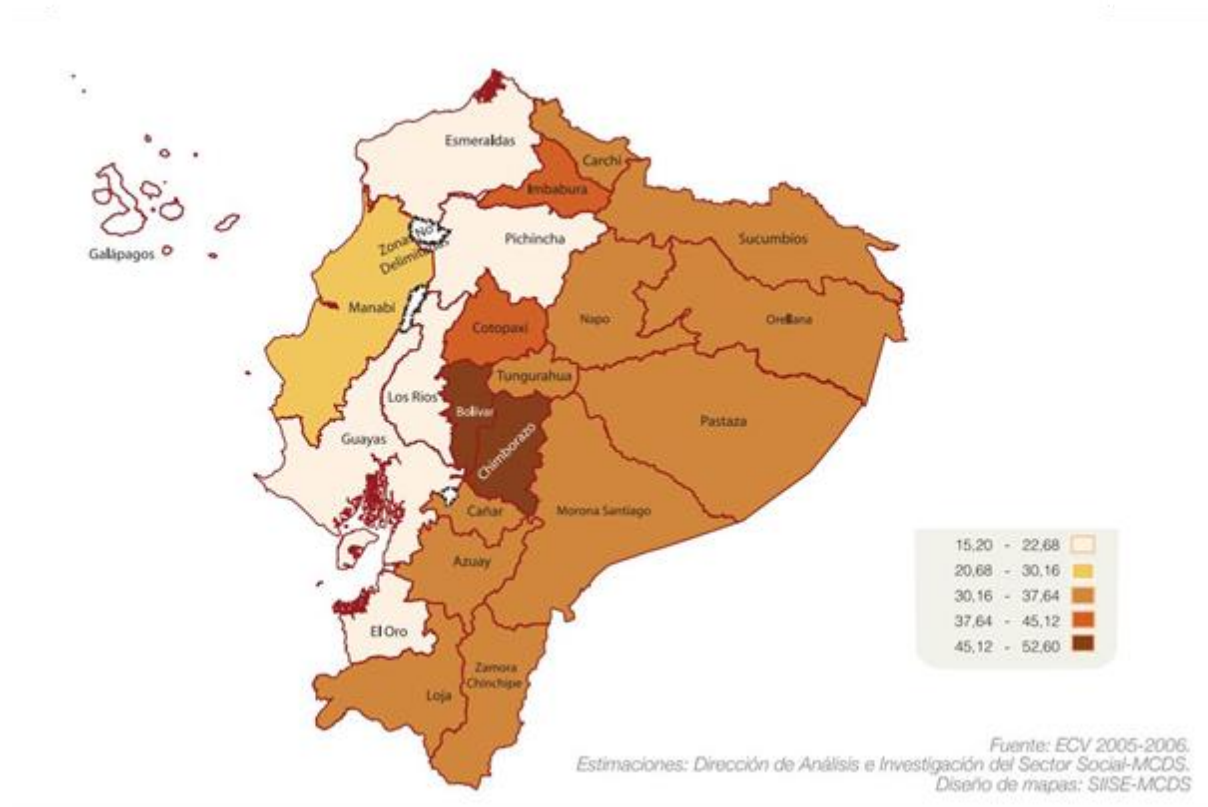 Esmeraldas
Carchi
Imbabura
Pichincha
Sucumbíos
Galápagos
Zonas No
Delimitadas
Manabí
Cotopaxi
Napo
Orellana
Tungurahua
Los Ríos
Bolívar
Pastaza
Guayas
Chimborazo
Cañar
Morona Santiago
Azuay
El Oro
Zamora
Chinchipe
Loja
15,20 - 22,68
20,68 - 30,16
30,16 - 37,64
37,64 - 45,12
45,12 - 52,60
Fuente: ECV 2005-2006.
Estimaciones: Dirección de Análisis e Investigación del Sector Social-MCDS.
Diseño de mapas: SIISE-MCDS